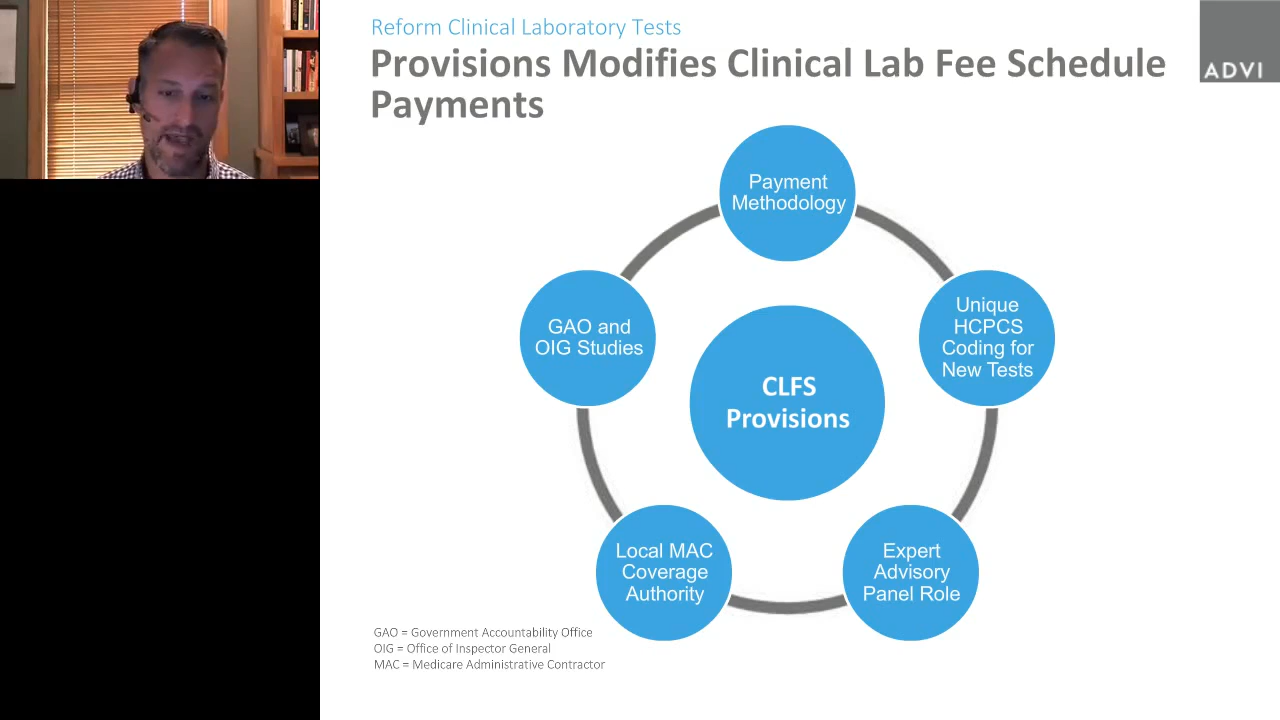 Reform Clinical Laboratory Tests
Provisions Modifies Clinical Lab Fee Schedule
Payments
ADVI
Payment
Methodology
Unique
HCPCS
Coding for
New Tests
Expert
Advisory
Panel Role
Local MAC
Coverage
Authority
GAO and
OIG Studies
CLFS
Provisions
GAO = Government Accountability Office
OIG = Office of Inspector General
MAC = Medicare Administrative Contractor